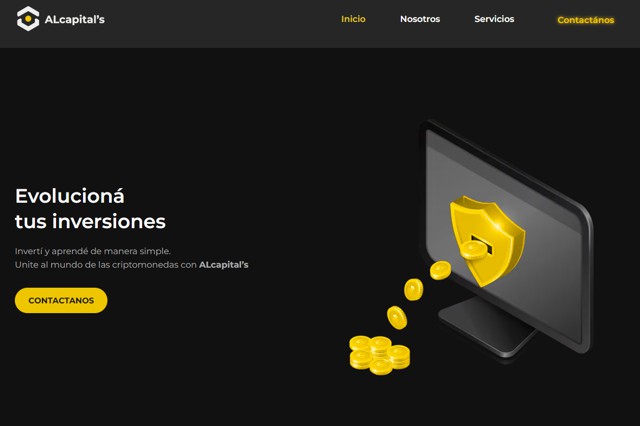 ALcapital's
Inicio
Nosotros
Servicios
Contactános
Evolucioná
tus inversiones
Invertí y aprendé de manera simple.
Unite al mundo de las criptomonedas con ALcapital's
CONTACTANOS